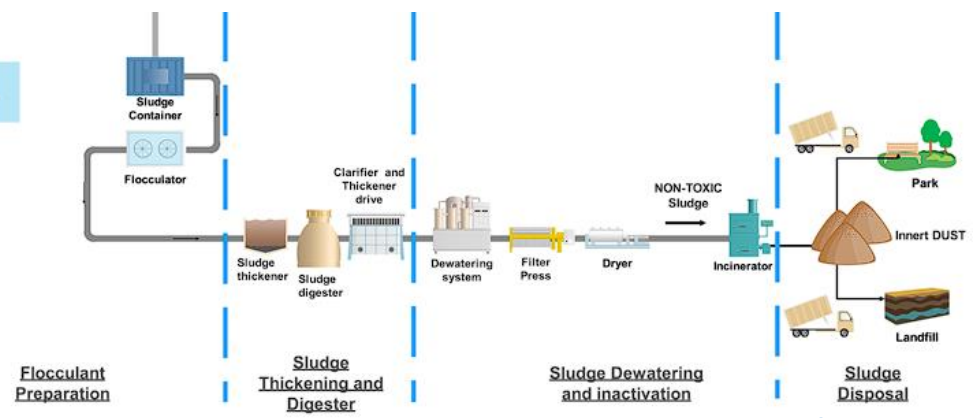 Sludge
Container
Flocculator
Sludge
thickener
Sludge
digester
Clarifier and
Thickener
drive
Dewatering
system
Filter
Press
Dryer
NON-TOXIC
Sludge
Incinerator
Park
Innert DUST
Landfill
Flocculant
Preparation
Sludge
Thickening and
Digester
Sludge Dewatering
and inactivation
Sludge
Disposal